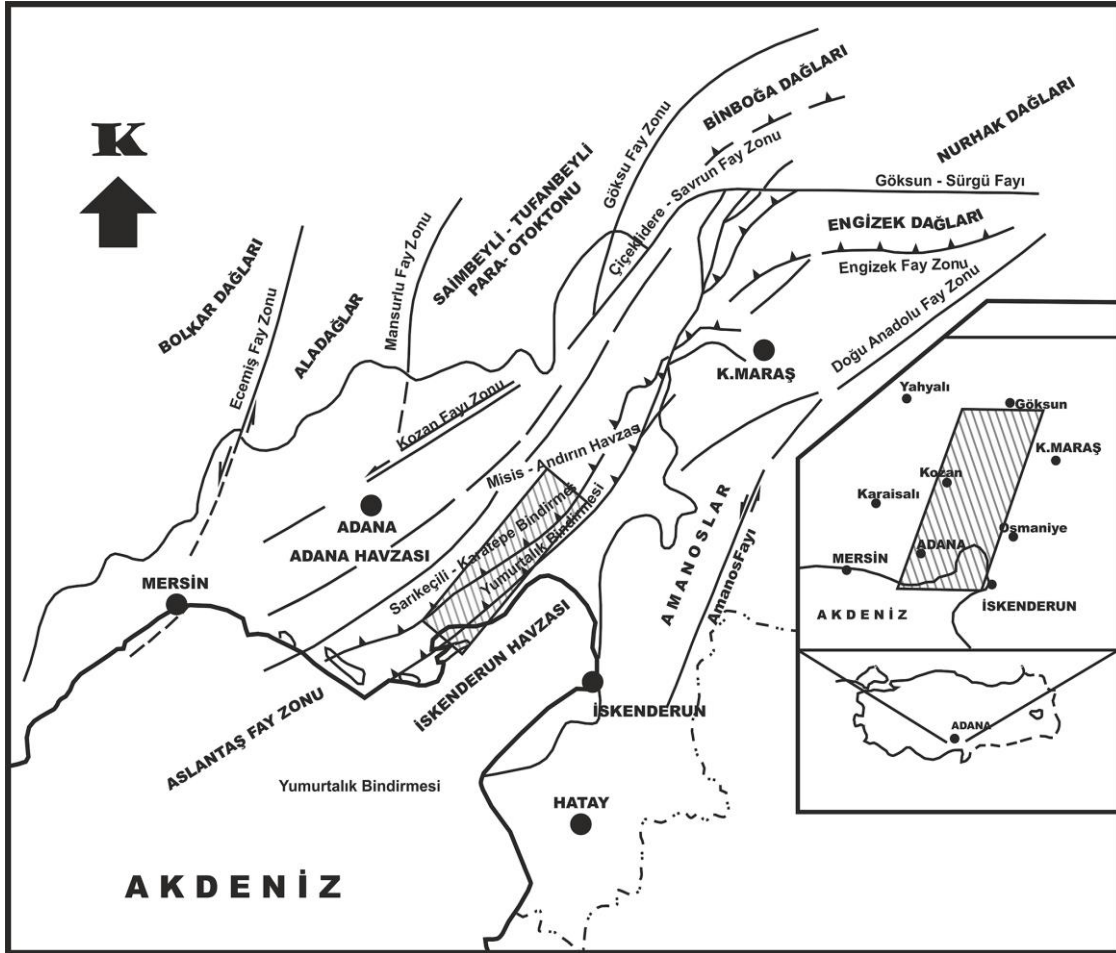 K
BOLKAR DAĞLARI
Ecemiş Fay Zonu
ALADAĞLAR
Mansurlu Fay Zonu
SAİMBEYLİ - TUFANBEYLİ
PARA- OTOKTONU
Göksu Fay Zonu
Çiçeklidere - Savrun Fay Zonu
BİNBOĞA DAĞLARI
NURHAK DAĞLARI
Göksun - Sürgü Fayı
ENGİZEK DAĞLARI
Engizek Fay Zonu
Doğu Anadolu Fay Zonu
K.MARAŞ
Kozan Fayı Zonu
Misis - Andırın Havzası
ADANA
ADANA HAVZASI
Sarıkeçili - Karatepe Bindirmesi
Yumurtalık Bindirmesi
MERSİN
AMANOSLAR
AmanosFayı
ASLANTAŞ FAY ZONU
İSKENDERUN HAVZASI
İSKENDERUN
Yumurtalık Bindirmesi
HATAY
AKDENİZ
Yahyalı
Göksun
K.MARAŞ
Kozan
Karaisalı
Osmaniye
ADANA
MERSİN
İSKENDERUN
AKDENİZ
ADANA